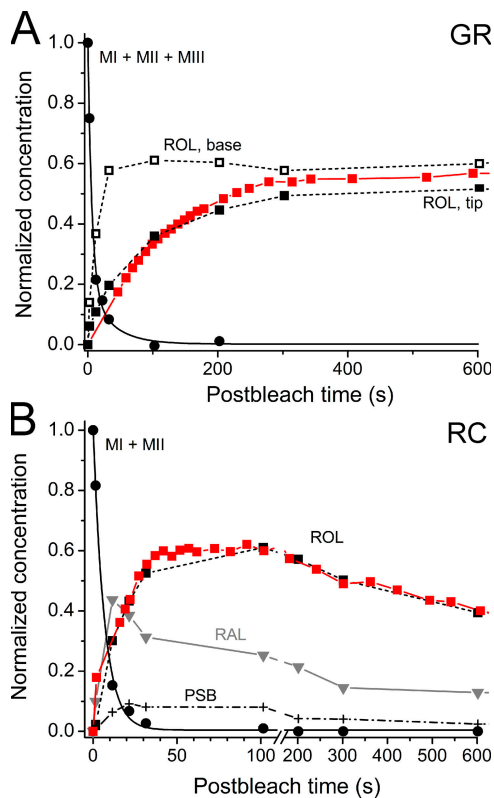 A
GR
1.0
0.8
0.6
0.4
0.2
0.0
Normalized concentration
MI + MII + MIII
ROL, base
ROL, tip
0
200
400
600
Postbleach time (s)
B
RC
1.0
0.8
0.6
0.4
0.2
0.0
Normalized concentration
MI + MII
ROL
RAL
PSB
0
50
100
200
300
400
500
600
Postbleach time (s)